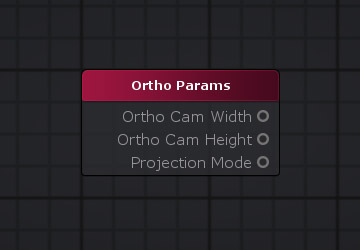 Ortho Params
Ortho Cam Width
Ortho Cam Height
Projection Mode